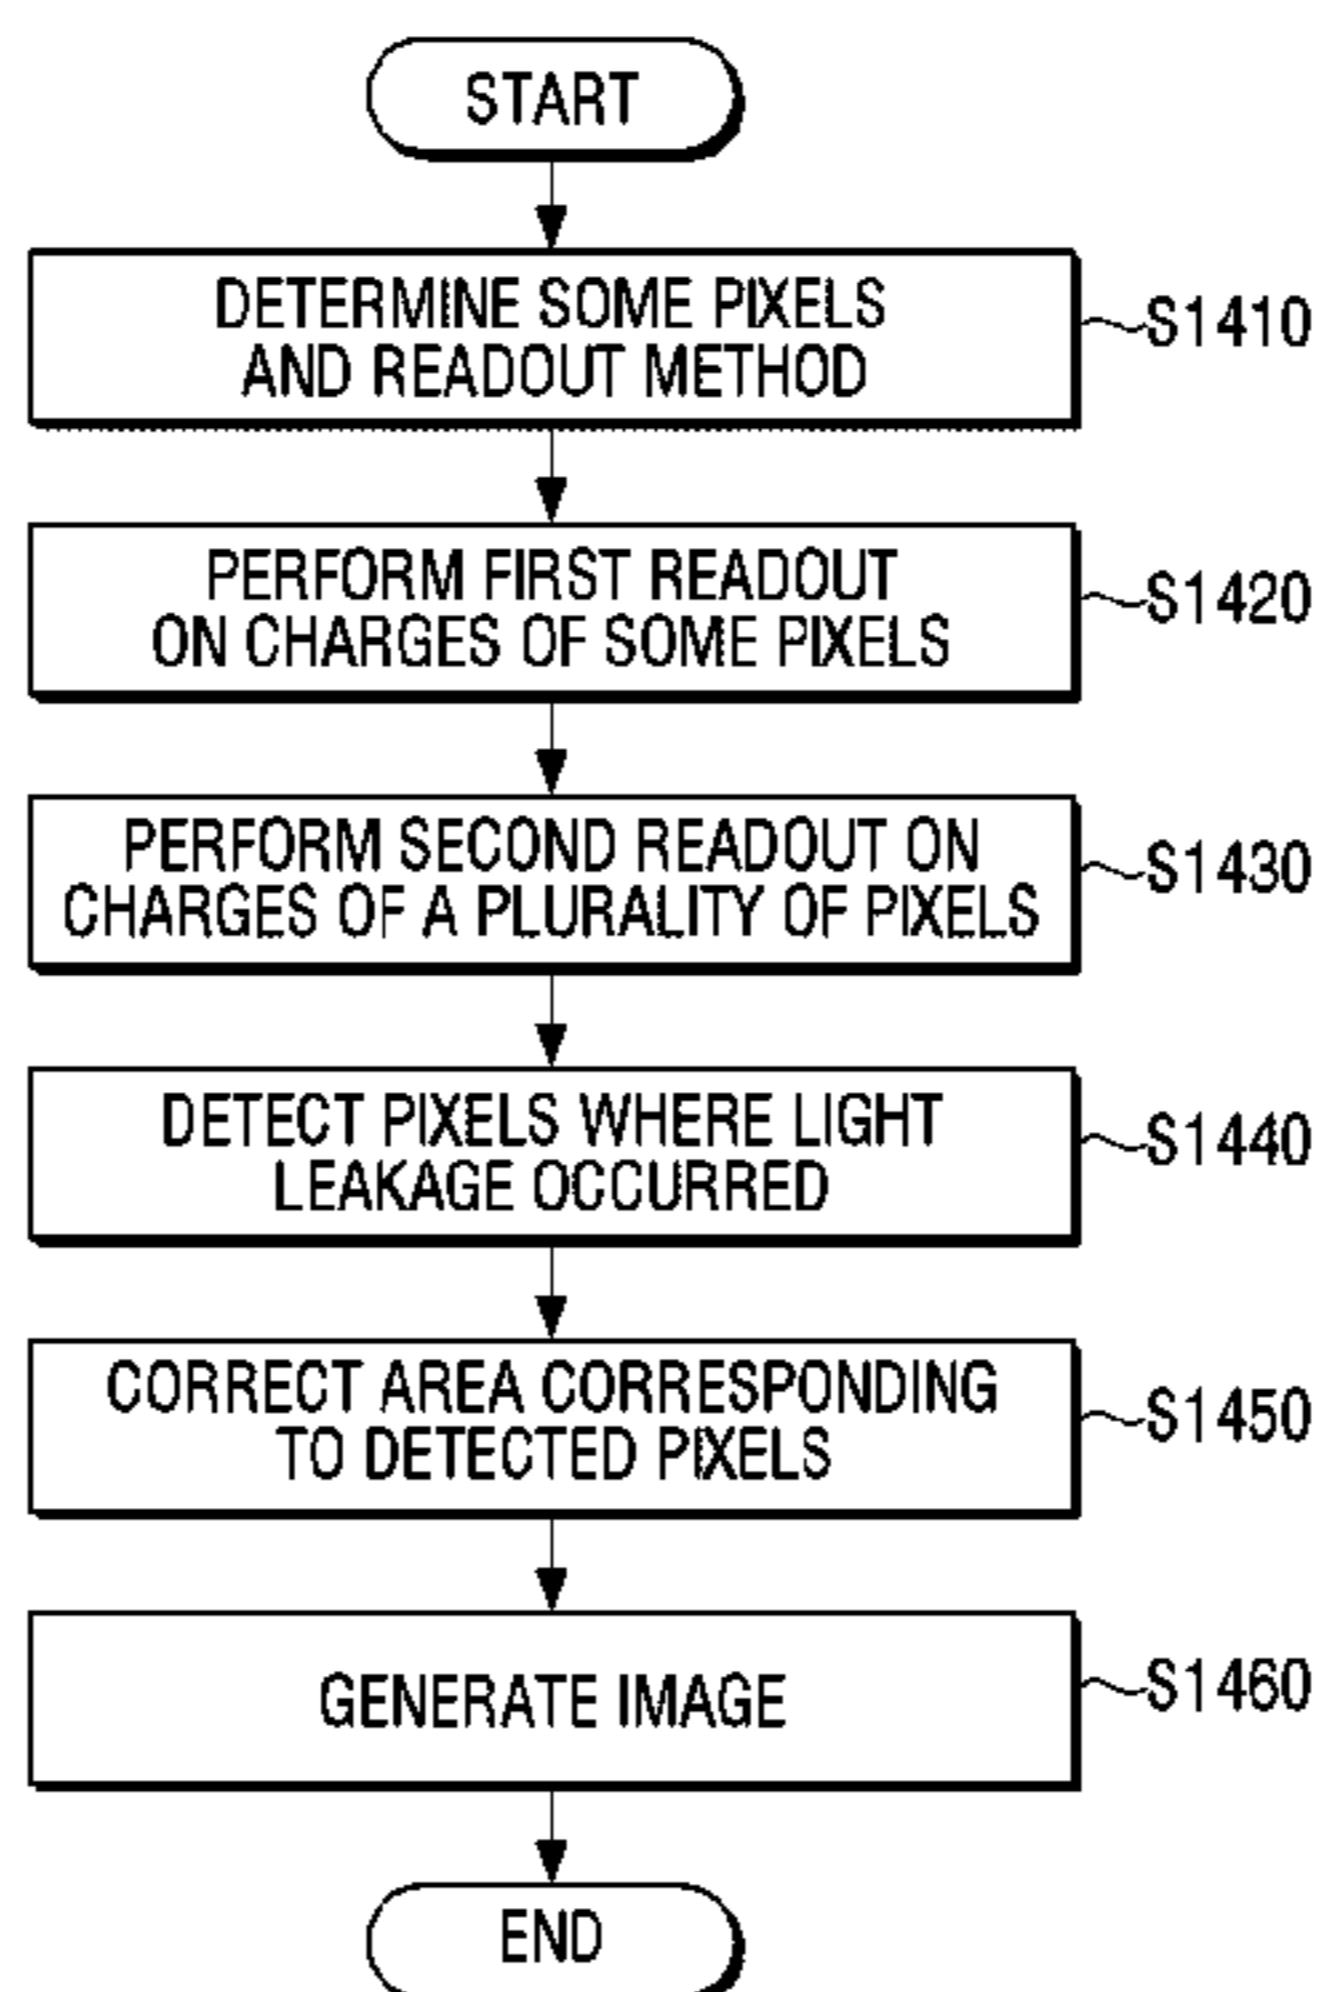 START
DETERMINE SOME PIXELS
AND READOUT METHOD
S1410
PERFORM FIRST READOUT
ON CHARGES OF SOME PIXELS
S1420
PERFORM SECOND READOUT ON
CHARGES OF A PLURALITY OF PIXELS
S1430
DETECT PIXELS WHERE LIGHT
LEAKAGE OCCURRED
S1440
CORRECT AREA CORRESPONDING
TO DETECTED PIXELS
S1450
GENERATE IMAGE
S1460
END